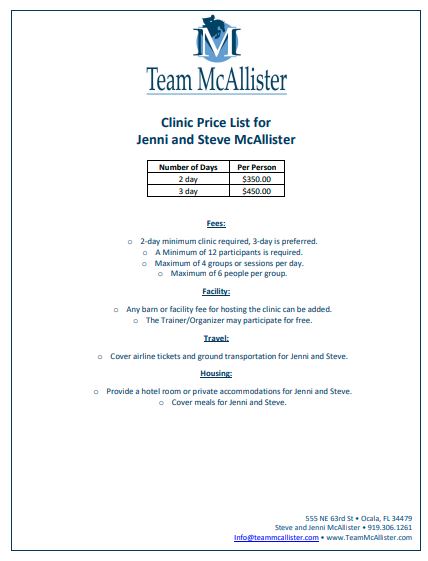 M
Team McAllister
Clinic Price List for
Jenni and Steve McAllister
Number of Days Per Person
2 day $350.00
3 day $450.00
Fees:
o 2-day minimum clinic required, 3-day is preferred.
o A Minimum of 12 participants is required.
o Maximum of 4 groups or sessions per day.
o Maximum of 6 people per group.
Facility:
o Any barn or facility fee for hosting the clinic can be added.
o The Trainer/Organizer may participate for free.
Travel:
o Cover airline tickets and ground transportation for Jenni and Steve.
Housing:
o Provide a hotel room or private accommodations for Jenni and Steve.
o Cover meals for Jenni and Steve.
555 NE 63rd St • Ocala, FL 34479
Steve and Jenni McAllister • 919.306.1261
Info@teammcallister.com • www.TeamMcAllister.com